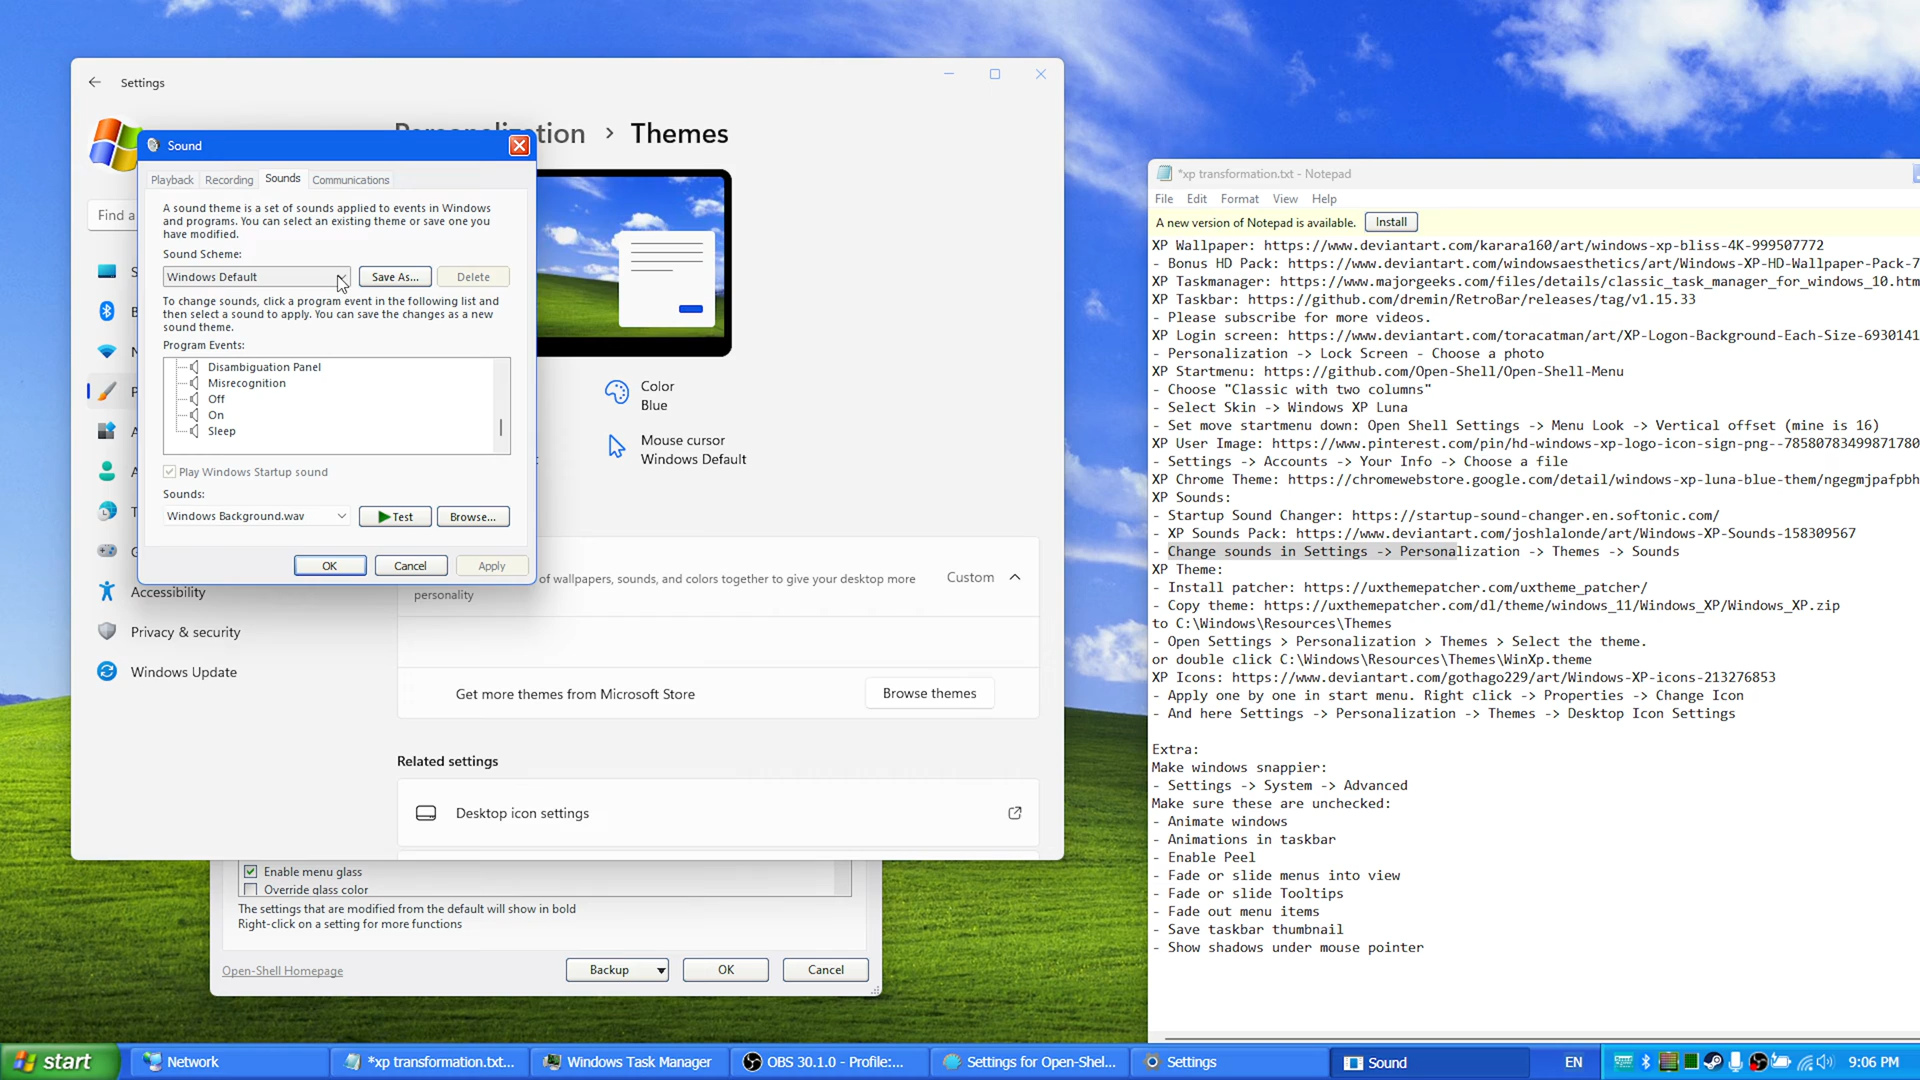 Settings
Personalization > Themes
Find a
Accessibility
Privacy & security
Windows Update
Color
Blue
Mouse cursor
Windows Default
of wallpapers, sounds, and colors together to give your desktop more
personality
Custom
Get more themes from Microsoft Store
Browse themes
Related settings
Desktop icon settings
Sound
Playback
Recording
Sounds
Communications
A sound theme is a set of sounds applied to events in Windows
and programs. You can select an existing theme or save one you
have modified.
Sound Scheme:
Windows Default
Save As...
Delete
To change sounds, click a program event in the following list and
then select a sound to apply. You can save the changes as a new
sound theme.
Program Events:
Disambiguation Panel
Misrecognition
Off
On
Sleep
Play Windows Startup sound
Sounds:
Windows Background.wav
Test
Browse...
OK
Cancel
Apply
Enable menu glass
Override glass color
The settings that are modified from the default will show in bold
Right-click on a setting for more functions
Open-Shell Homepage
Backup
OK
Cancel
*xp transformation.txt - Notepad
File Edit Format View Help
A new version of Notepad is available. Install
XP Wallpaper: https://www.deviantart.com/karara160/art/windows-xp-bliss-4K-999507772
- Bonus HD Pack: https://www.deviantart.com/windowsaesthetics/art/Windows-XP-HD-Wallpaper-Pack-7
XP Taskmanager: https://www.majorgeeks.com/files/details/classic_task_manager_for_windows_10.htm
XP Taskbar: https://github.com/dremin/RetroBar/releases/tag/v1.15.33
- Please subscribe for more videos.
XP Login screen: https://www.deviantart.com/toracatman/art/XP-Logon-Background-Each-Size-6930141
- Personalization -> Lock Screen - Choose a photo
XP Startmenu: https://github.com/Open-Shell/Open-Shell-Menu
- Choose "Classic with two columns"
- Select Skin -> Windows XP Luna
- Set move startmenu down: Open Shell Settings -> Menu Look -> Vertical offset (mine is 16)
XP User Image: https://www.pinterest.com/pin/hd-windows-xp-logo-icon-sign-png--78580783499871780
- Settings -> Accounts -> Your Info -> Choose a file
XP Chrome Theme: https://chromewebstore.google.com/detail/windows-xp-luna-blue-them/ngegmjpafpbh
XP Sounds:
- Startup Sound Changer: https://startup-sound-changer.en.softonic.com/
- XP Sounds Pack: https://www.deviantart.com/joshlalonde/art/Windows-XP-Sounds-158309567
- Change sounds in Settings -> Personalization -> Themes -> Sounds
XP Theme:
- Install patcher: https://uxthemepatcher.com/uxtheme_patcher/
- Copy theme: https://uxthemepatcher.com/dl/theme/windows_11/Windows_XP/Windows_XP.zip
to C:\Windows\Resources\Themes
- Open Settings > Personalization > Themes > Select the theme.
or double click C:\Windows\Resources\Themes\WinXp.theme
XP Icons: https://www.deviantart.com/gothago229/art/Windows-XP-icons-213276853
- Apply one by one in start menu. Right click -> Properties -> Change Icon
- And here Settings -> Personalization -> Themes -> Desktop Icon Settings
Extra:
Make windows snappier:
- Settings -> System -> Advanced
Make sure these are unchecked:
- Animate windows
- Animations in taskbar
- Enable Peel
- Fade or slide menus into view
- Fade or slide Tooltips
- Fade out menu items
- Save taskbar thumbnail
- Show shadows under mouse pointer
start
Network
*xp transformation.txt...
Windows Task Manager
OBS 30.1.0 - Profile:...
Settings for Open-Shel...
Settings
Sound
EN
9:06 PM